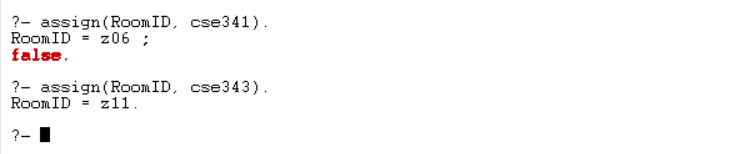 ?- assign(RoomID, cse341).
RoomID = z06 ;
false.
?- assign(RoomID, cse343).
RoomID = z11.
?-